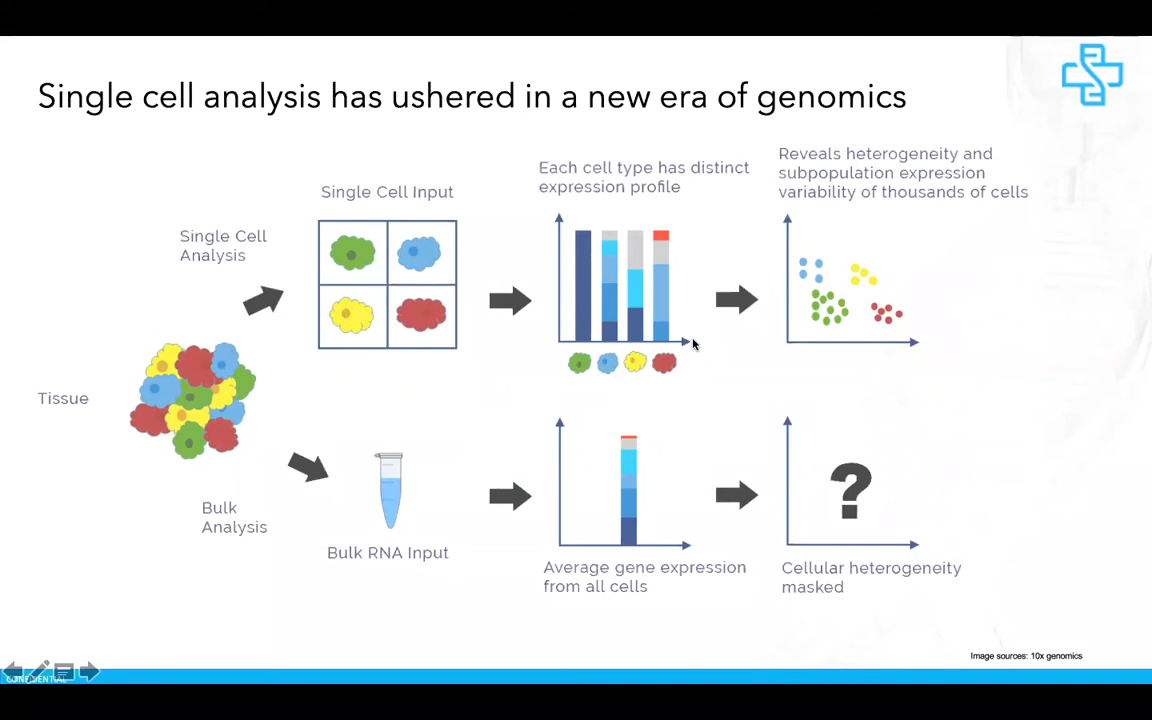 Single cell analysis has ushered in a new era of genomics
Single Cell
Analysis
Single Cell Input
Each cell type has distinct
expression profile
Reveals heterogeneity and
subpopulation expression
variability of thousands of cells
Tissue
Bulk
Analysis
Bulk RNA Input
Average gene expression
from all cells
?
Cellular heterogeneity
masked
Image sources: 10x genomics
CONFIDENTIAL